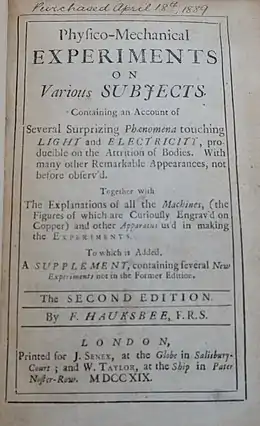 Purchased April 18th, 1889
Phyſico-Mechanical
EXPERIMENTS
ON
Various SUBJECTS.
Containing an Account of
Several Surprizing Phænomena touching
LIGHT and ELECTRICITY, pro-
ducible on the Attrition of Bodies. With
many other Remarkable Appearances, not
before obſerv'd.
Together with
The Explanations of all the Machines, (the
Figures of which are Curiouſly Engrav'd on
Copper) and other Apparatus us'd in making
the EXPERIMENTS.
To which is Added,
A SUPPLEMENT, containing ſeveral New
Experiments not in the Former Edition.
The SECOND EDITION.
By F. HAUKSBEE, F.R.S.
LONDON,
Printed for J. SENEX, at the Globe in Salisbury-
Court; and W. TAYLOR, at the Ship in Pater
Noſter-Row. MDCCXIX.